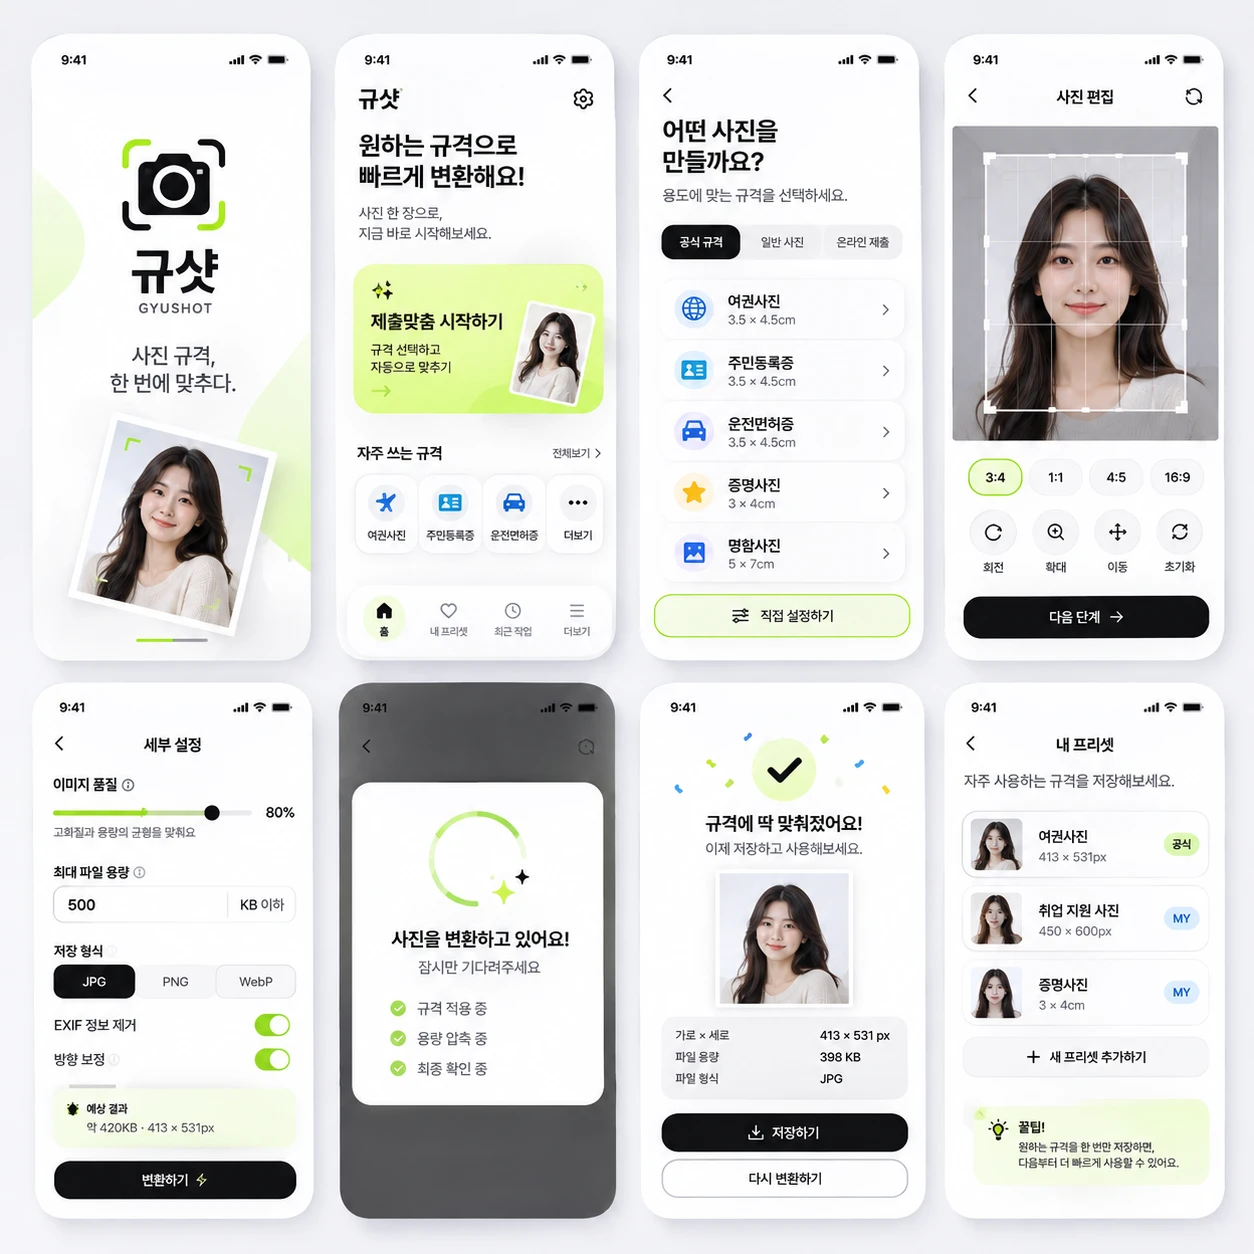 9:41
규샷
GYUSHOT
사진 규격,
한 번에 맞추다.
9:41
규샷
원하는 규격으로
빠르게 변환해요!
사진 한 장으로,
지금 바로 시작해보세요.
제출맞춤 시작하기
규격 선택하고
자등으로 맞추기
자주 쓰는 규격
전체보기
여권사진
주민등록증
운전면허증
더보기
홈
내 프리셋
최근 작업
더보기
9:41
어떤 사진을
만들까요?
용도에 맞는 규격을 선택하세요.
공식 규격
일반 사진
온라인 제출
여권사진
3.5 × 4.5cm
주민등록증
3.5 × 4.5cm
운전면허증
3.5 × 4.5cm
증명사진
3 × 4cm
명함사진
5 × 7cm
직접 설정하기
9:41
사진 편집
3:4
1:1
4:5
16:9
회전
확대
이동
초기화
다음 단계
9:41
세부 설정
이미지 품질
80%
고화질과 용량의 균형을 맞춰요
최대 파일 용량
500
KB 이하
저장 형식
JPG
PNG
WebP
EXIF 정보 제거
방향 보정
예상 결과
약 420KB · 413 × 531px
변환하기
9:41
사진을 변환하고 있어요!
잠시만 기다려주세요
규격 적용 중
용량 압축 중
최종 확인 중
9:41
규격에 딱 맞춰졌어요!
이제 저장하고 사용해보세요.
가로 × 세로
413 × 531 px
파일 용량
398 KB
파일 형식
JPG
저장하기
다시 변환하기
9:41
내 프리셋
자주 사용하는 규격을 저장해보세요.
여권사진
413 × 531px
공식
취업 지원 사진
450 × 600px
MY
증명사진
3 × 4cm
MY
새 프리셋 추가하기
꿀팁!
원하는 규격을 한 번만 저장하면,
다음부터 더 빠르게 사용할 수 있어요.